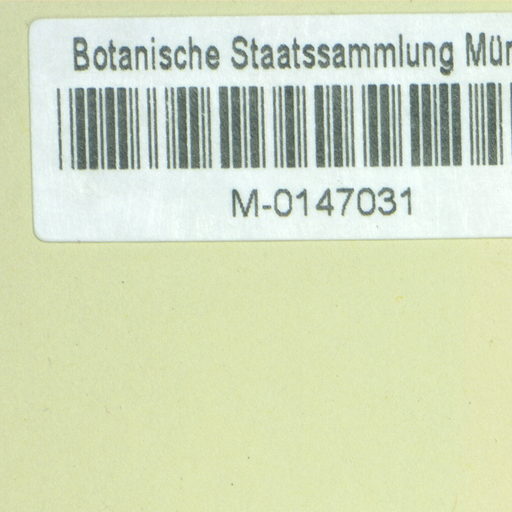 Botanische Staatssammlung Mün
M-0147031